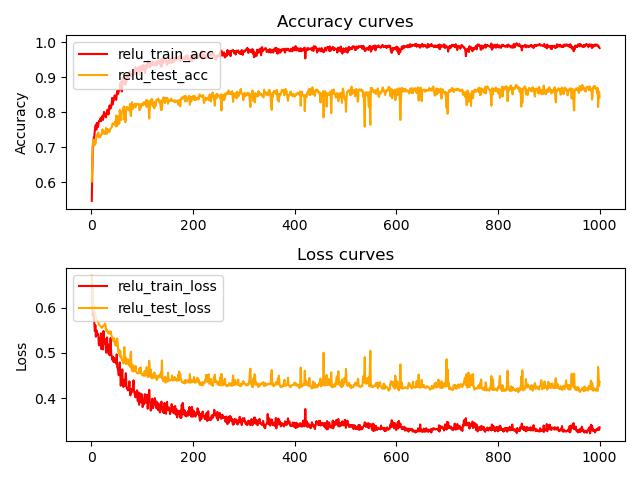 Accuracy curves
1.0
0.9
0.8
0.7
0.6
Accuracy
relu_train_acc
relu_test_acc
0 200 400 600 800 1000
Loss curves
0.6
0.5
0.4
Loss
relu_train_loss
relu_test_loss
0 200 400 600 800 1000